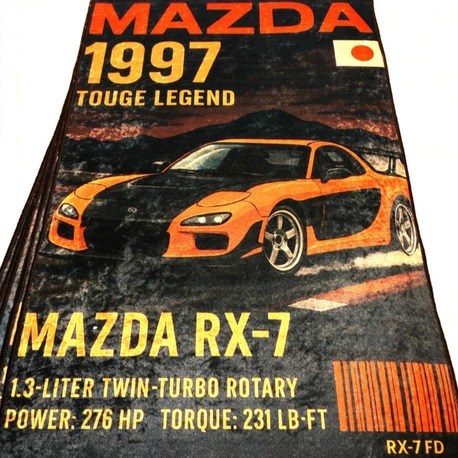 MAZDA
1997
TOUGE LEGEND
MAZDA RX-7
1.3-LITER TWIN-TURBO ROTARY
POWER: 276 HP TORQUE: 231 LB-FT
RX-7 FD